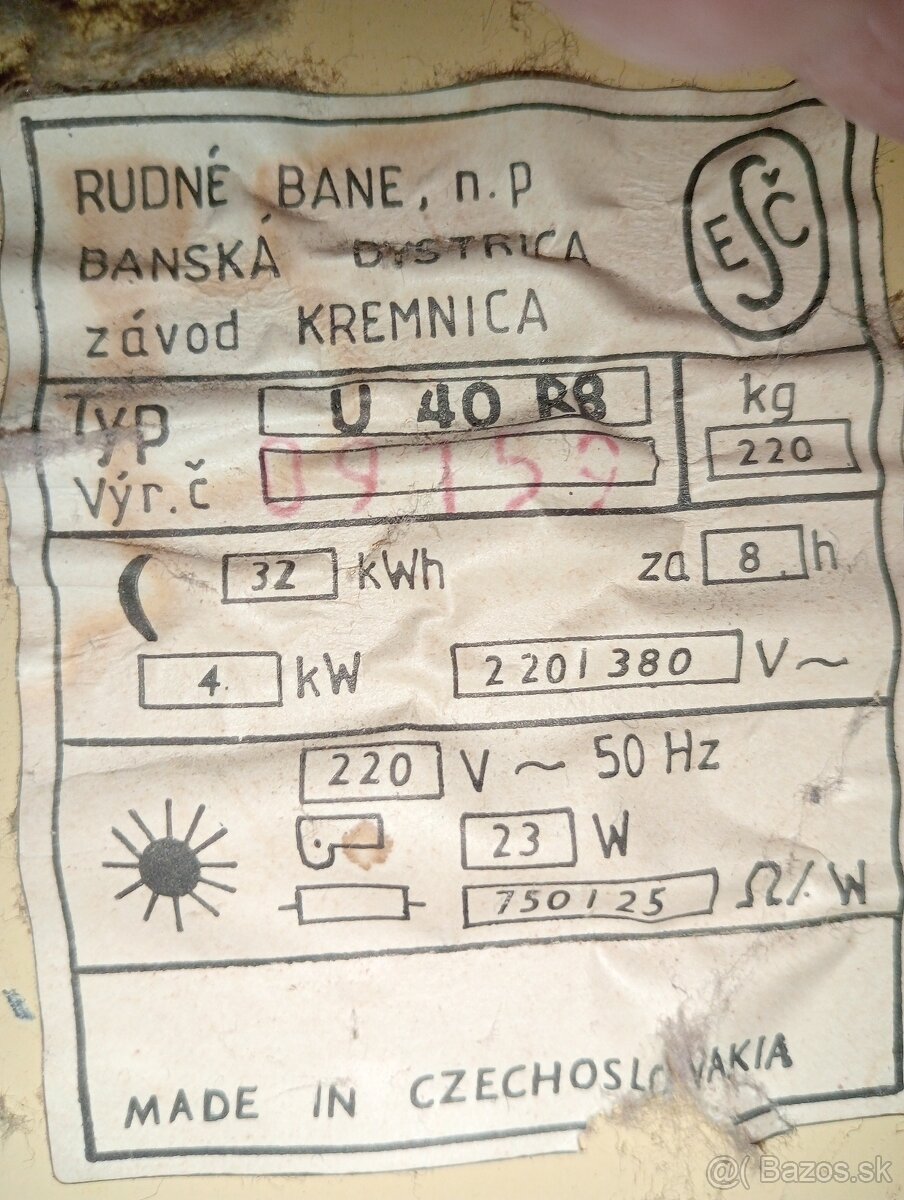 RUDNÉ BANE, n.p
BANSKÁ BYSTRICA
závod KREMNICA
EŠČ
Typ U 40 R8
kg
220
Výr.č 09159
32 kWh za 8 h
4 kW 220/380 V~
220 V ~ 50 Hz
23 W
750/25 Ω/W
MADE IN CZECHOSLOVAKIA
@( Bazos.sk